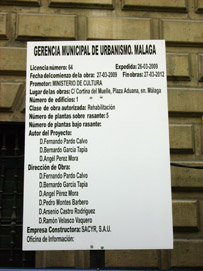 GERENCIA MUNICIPAL DE URBANISMO. MALAGA
Licencia número: 64 Expedida: 26-03-2009
Fecha del comienzo de la obra: 27-03-2009 Fin obras: 27-03-2012
Promotor: MINISTERIO DE CULTURA
Lugar de las obras: C/ Cortina del Muelle, Plaza Aduana, sn. Málaga
Número de edificios: 1
Clase de obra autorizada: Rehabilitación
Número de plantas sobre rasante: 5
Número de plantas bajo rasante:
Autor del Proyecto:
D.Fernando Pardo Calvo
D.Bernardo García Tapia
D.Angel Pérez Mora
Dirección de Obra:
D.Fernando Pardo Calvo
D.Bernardo García Tapia
D.Angel Pérez Mora
D.Pedro Montes Barbero
D.Arsenio Castro Rodríguez
D.Ramón Velasco Vaquero
Empresa Constructora: SACYR, S.A.U.
Oficina de Información: